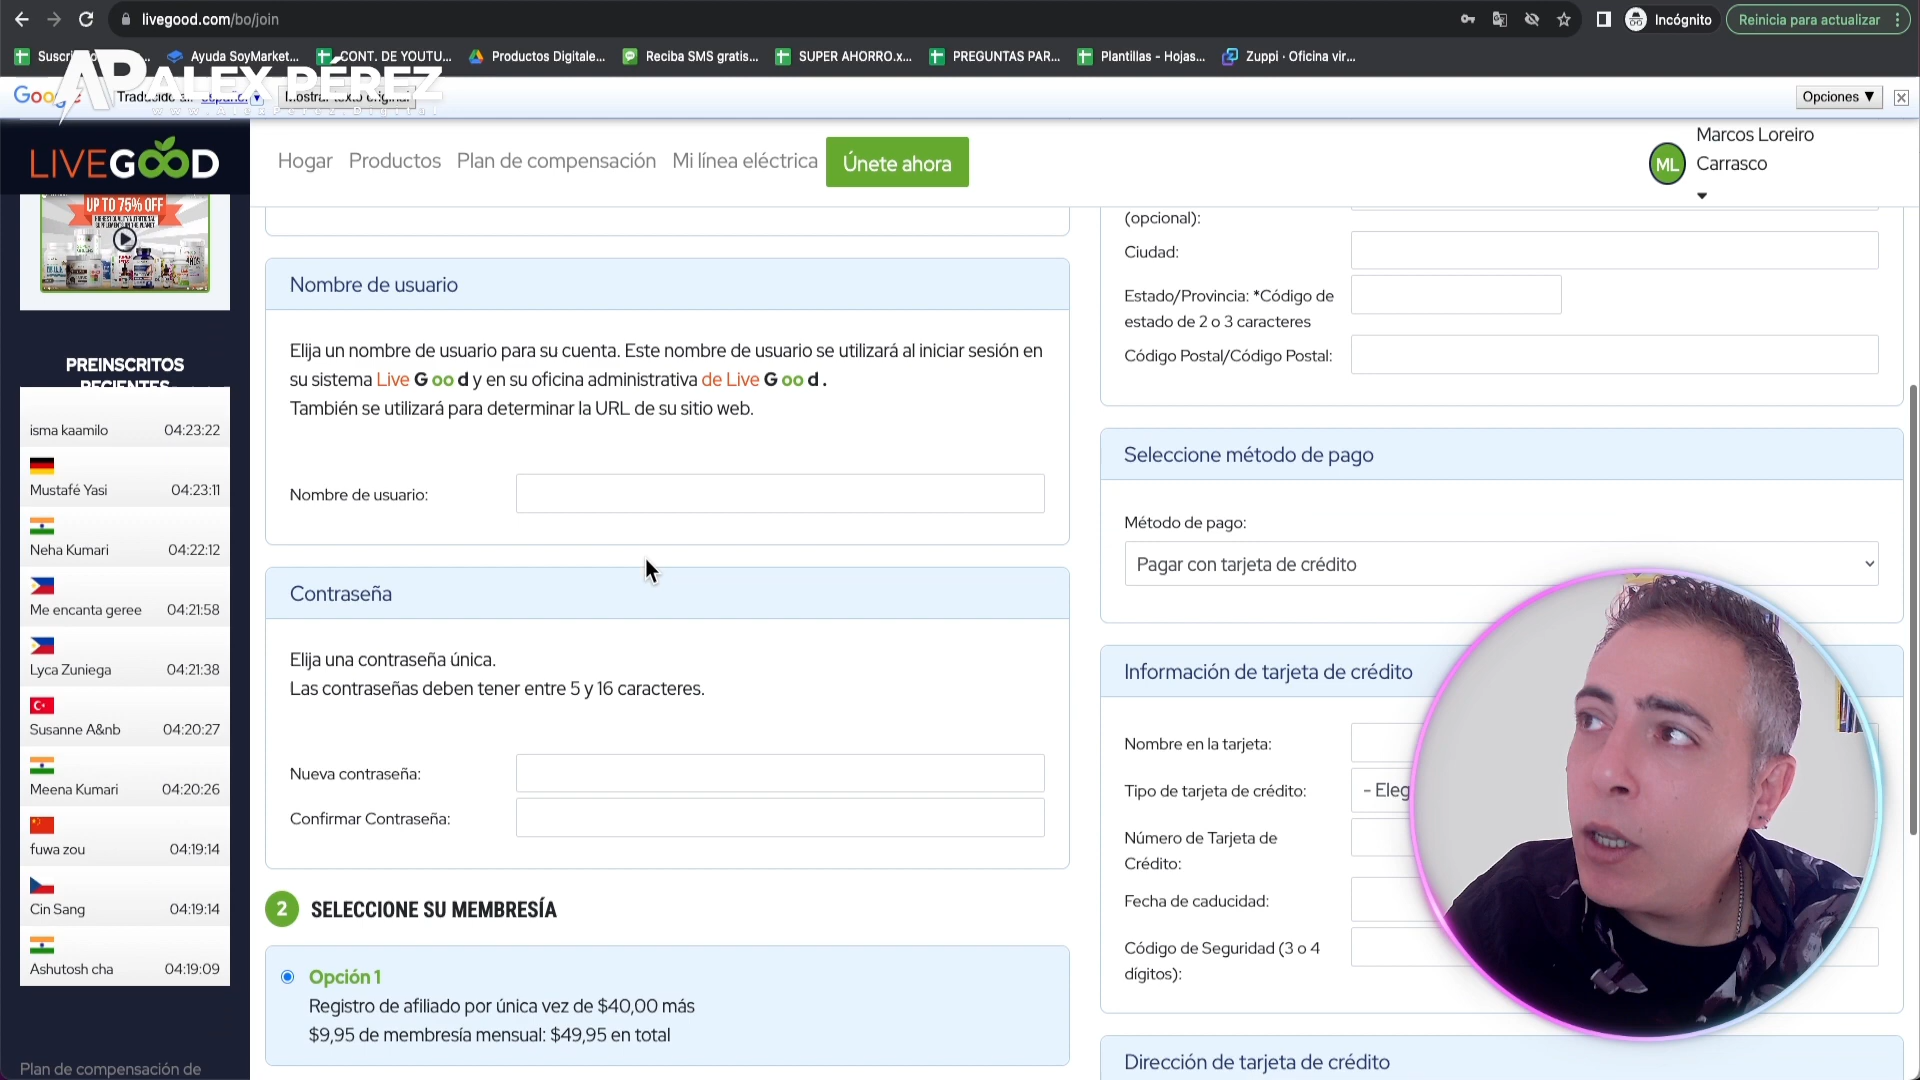 livegood.com/bo/join
Incógnito
Reinicia para actualizar
Ayuda SoyMarket...
CONT. DE YOUTU...
Productos Digitale...
Reciba SMS gratis...
SUPER AHORRO.x...
PREGUNTAS PAR...
Plantillas - Hojas...
Zuppi · Oficina vir...
AP ALEX PÉREZ
www.AlexPerez.Digital
Opciones ▼
LIVEGOOD
Hogar
Productos
Plan de compensación
Mi línea eléctrica
Únete ahora
ML
Marcos Loreiro
Carrasco
UP TO 75% OFF
PREINSCRITOS
RECIENTES
isma kaamilo 04:23:22
Mustafé Yasi 04:23:11
Neha Kumari 04:22:12
Me encanta geree 04:21:58
Lyca Zuniega 04:21:38
Susanne A&nb 04:20:27
Meena Kumari 04:20:26
fuwa zou 04:19:14
Cin Sang 04:19:14
Ashutosh cha 04:19:09
Plan de compensación de
Nombre de usuario
Elija un nombre de usuario para su cuenta. Este nombre de usuario se utilizará al iniciar sesión en
su sistema Live G oo d y en su oficina administrativa de Live G oo d .
También se utilizará para determinar la URL de su sitio web.
Nombre de usuario:
Contraseña
Elija una contraseña única.
Las contraseñas deben tener entre 5 y 16 caracteres.
Nueva contraseña:
Confirmar Contraseña:
2 SELECCIONE SU MEMBRESÍA
Opción 1
Registro de afiliado por única vez de $40,00 más
$9,95 de membresía mensual: $49,95 en total
(opcional):
Ciudad:
Estado/Provincia: *Código de
estado de 2 o 3 caracteres
Código Postal/Código Postal:
Seleccione método de pago
Método de pago:
Pagar con tarjeta de crédito
Información de tarjeta de crédito
Nombre en la tarjeta:
Tipo de tarjeta de crédito:
- Eleg
Número de Tarjeta de
Crédito:
Fecha de caducidad:
Código de Seguridad (3 o 4
dígitos):
Dirección de tarjeta de crédito